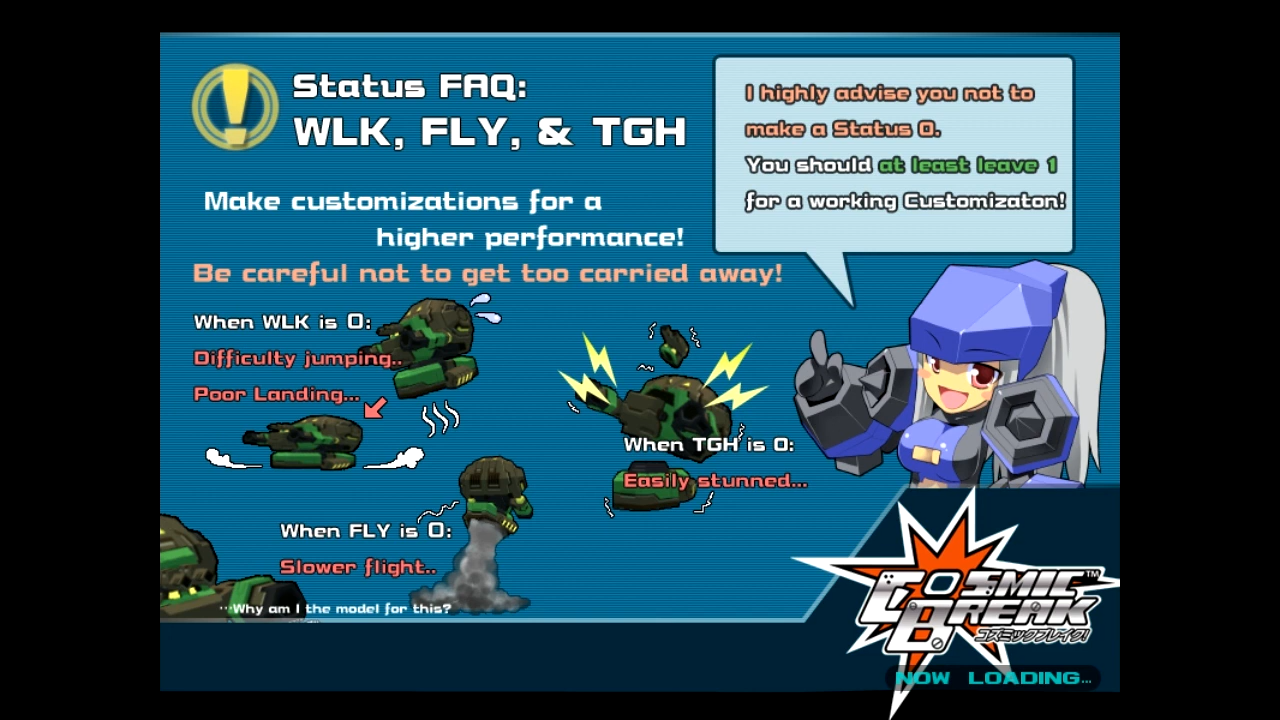 Status FAQ:
WLK, FLY, & TGH
I highly advise you not to
make a Status 0.
You should at least leave 1
for a working Customizaton!
Make customizations for a
higher performance!
Be careful not to get too carried away!
When WLK is 0:
Difficulty jumping..
Poor Landing...
When TGH is 0:
Easily stunned...
When FLY is 0:
Slower flight..
...Why am I the model for this?
COSMIC BREAK™
コズミックブレイク!
NOW LOADING...